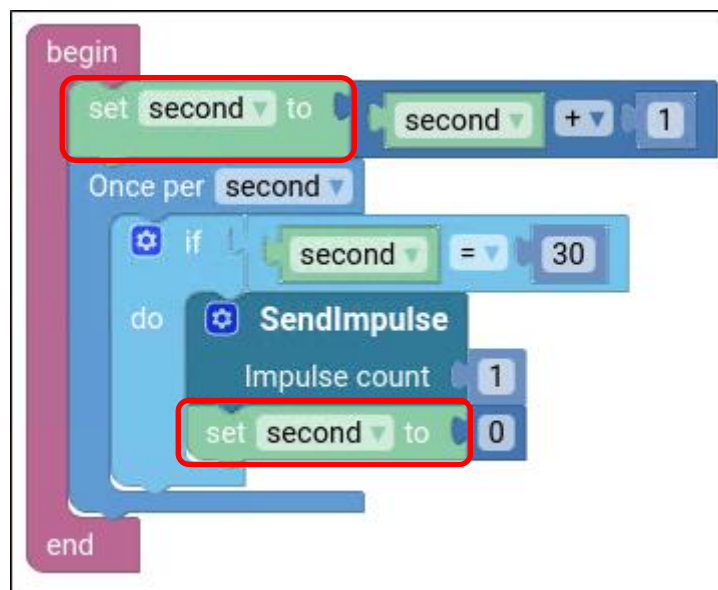 begin
set second to second + 1
Once per second
if second = 30
do SendImpulse
Impulse count 1
set second to 0
end